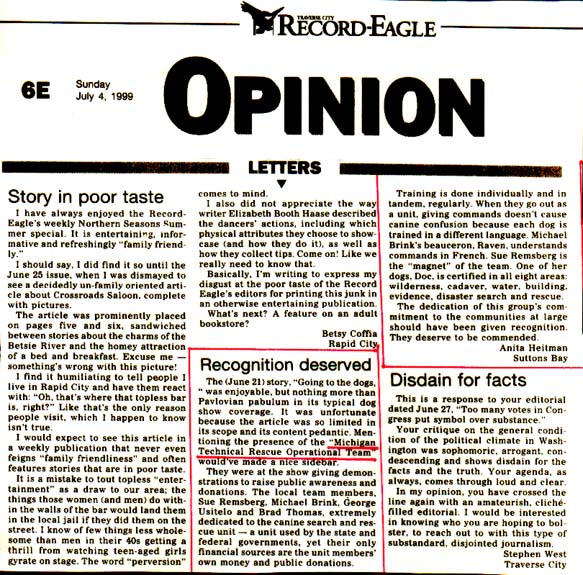 TRAVERSE CITY
RECORD-EAGLE
6E
Sunday
July 4, 1999
OPINION
LETTERS
Story in poor taste
I have always enjoyed the Record-
Eagle's weekly Northern Seasons Sum-
mer special. It is entertaining, infor-
mative and refreshingly "family friend-
ly."
I should say, I did find it so until the
June 25 issue, when I was dismayed to
see a decidedly un-family oriented arti-
cle about Crossroads Saloon, complete
with pictures.
The article was prominently placed
on pages five and six, sandwiched
between stories about the charms of the
Betsie River and the homey attraction
of a bed and breakfast. Excuse me —
something's wrong with this picture!
I find it humiliating to tell people I
live in Rapid City and have them react
with: "Oh, that's where that topless bar
is, right?" Like that's the only reason
people visit, which I happen to know
isn't true.
I would expect to see this article in
a weekly publication that never even
feigns "family friendliness" and often
features stories that are in poor taste.
It is a mistake to tout topless "enter-
tainment" as a draw to our area; the
things those women (and men) do with-
in the walls of the bar would land them
in the local jail if they did them on the
street. I know of few things less whole-
some than men in their 40s getting a
thrill from watching teen-aged girls
gyrate on stage. The word "perversion"
comes to mind.
I also did not appreciate the way
writer Elizabeth Booth Haase described
the dancers' actions, including which
physical attributes they choose to show-
case (and how they do it), as well as
how they collect tips. Come on! Like we
really need to know that.
Basically, I'm writing to express my
disgust at the poor taste of the Record
Eagle's editors for printing this junk in
an otherwise entertaining publication.
What's next? A feature on an adult
bookstore?
Betsy Coffia
Rapid City
Recognition deserved
The (June 21) story, "Going to the dogs,
" was enjoyable, but nothing more than
Pavlovian pabulum in its typical dog
show coverage. It was unfortunate
because the article was so limited in
its scope and its content pedantic. Men-
tioning the presence of the "Michigan
Technical Rescue Operational Team"
would've made a nice sidebar.
They were at the show giving demon-
strations to raise public awareness and
donations. The local team members,
Sue Remsberg, Michael Brink, George
Usitelo and Brad Thomas, extremely
dedicated to the canine search and res-
cue unit — a unit used by the state and
federal governments, yet their only
financial sources are the unit members'
own money and public donations.
Training is done individually and in
tandem, regularly. When they go out as
a unit, giving commands doesn't cause
canine confusion because each dog is
trained in a different language. Michael
Brink's beauceron, Raven, understands
commands in French. Sue Remsberg is
the "magnet" of the team. One of her
dogs, Doc, is certified in all eight areas:
wilderness, cadaver, water, building,
evidence, disaster search and rescue.
The dedication of this group's com-
mitment to the communities at large
should have been given recognition.
They deserve to be commended.
Anita Heitman
Suttons Bay
Disdain for facts
This is a response to your editorial
dated June 27, "Too many votes in Con-
gress put symbol over substance."
Your critique on the general condi-
tion of the political climate in Wash-
ington was sophomoric, arrogant, con-
descending and shows disdain for the
facts and the truth. Your agenda, as
always, comes through loud and clear.
In my opinion, you have crossed the
line again with an amateurish, cliché-
filled editorial. I would be interested
in knowing who you are hoping to bol-
ster, to reach out to with this type of
substandard, disjointed journalism.
Stephen West
Traverse City